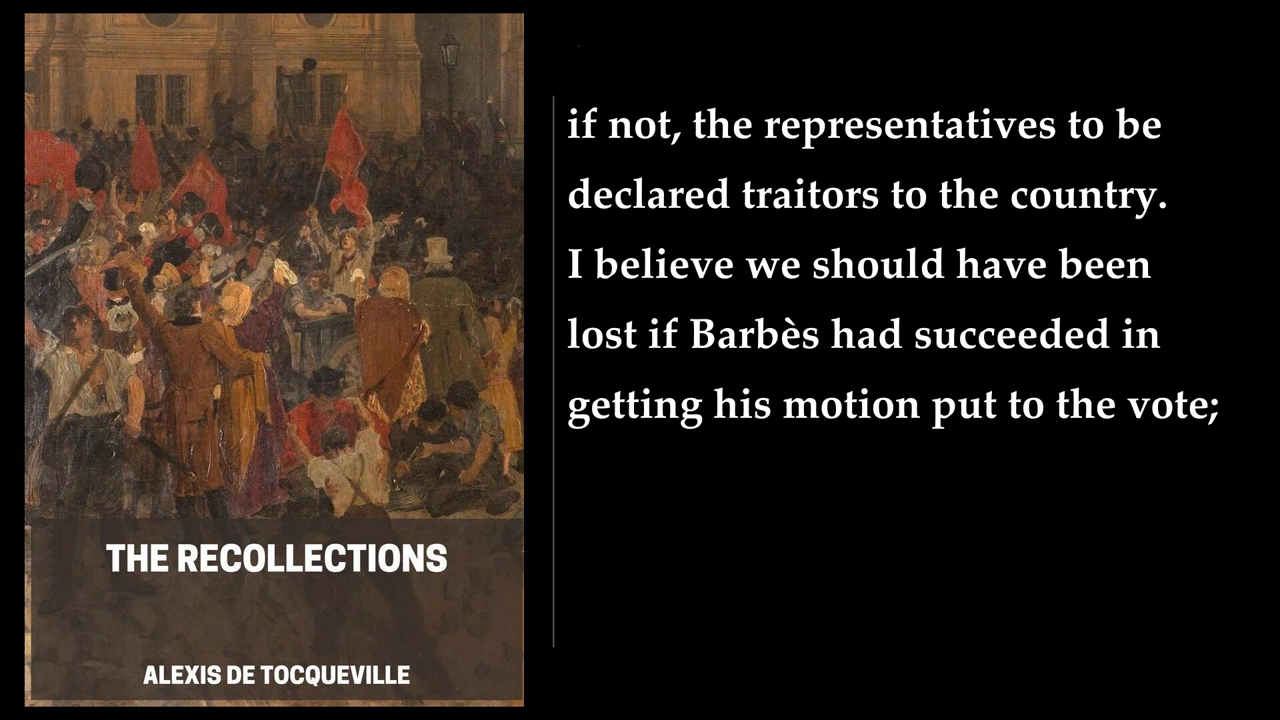 THE RECOLLECTIONS
ALEXIS DE TOCQUEVILLE
if not, the representatives to be
declared traitors to the country.
I believe we should have been
lost if Barbès had succeeded in
getting his motion put to the vote;